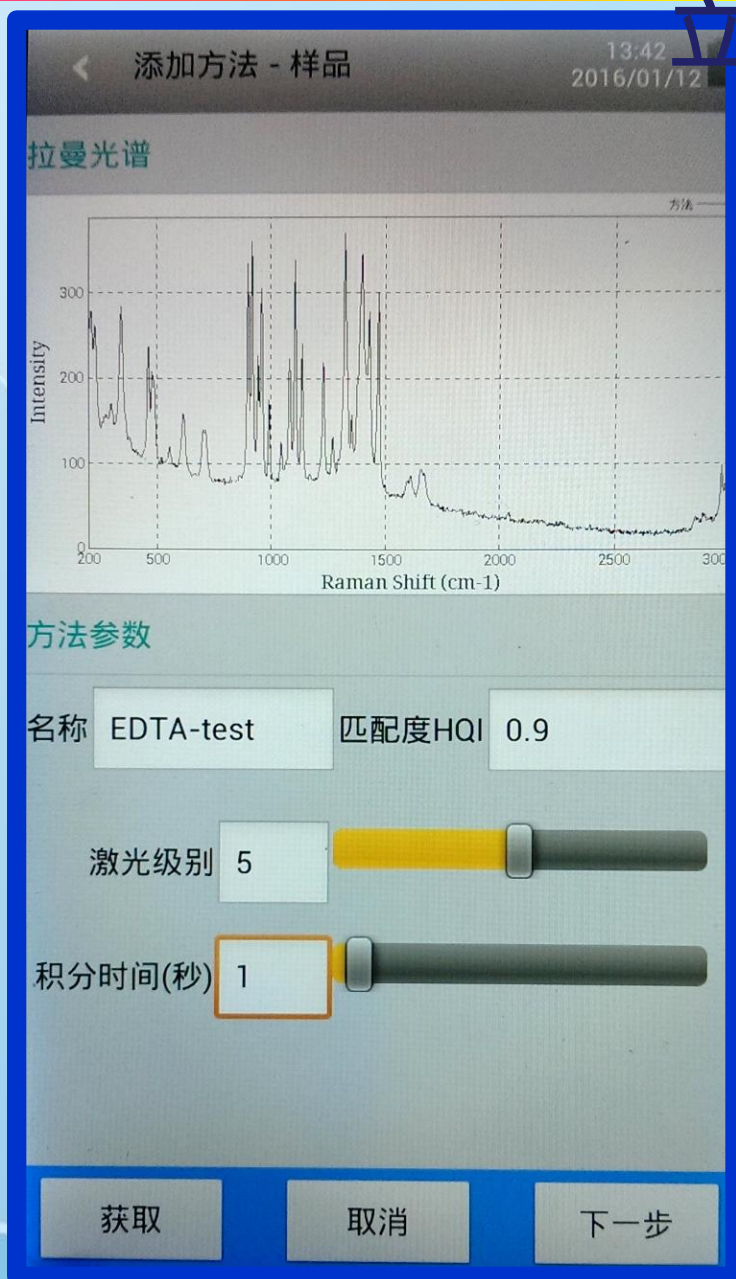 添加方法 - 样品
13:42
2016/01/12
拉曼光谱
方法
Intensity
300
200
100
0
200 500 1000 1500 2000 2500
Raman Shift (cm-1)
方法参数
名称 EDTA-test 匹配度HQI 0.9
激光级别 5
积分时间(秒) 1
获取 取消 下一步